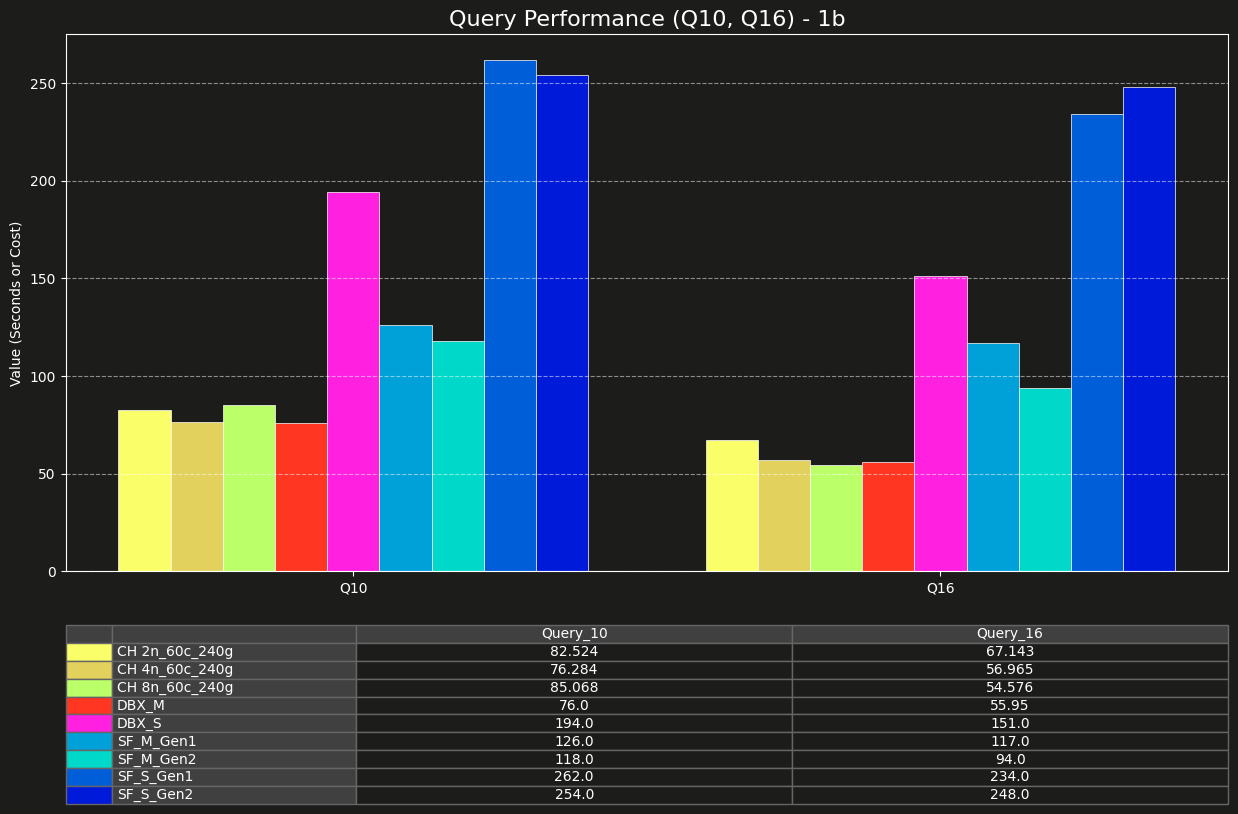 Query Performance (Q10, Q16) - 1b
Value (Seconds or Cost)
250
200
150
100
50
0
Q10 Q16
Query_10 Query_16
CH 2n_60c_240g 82.524 67.143
CH 4n_60c_240g 76.284 56.965
CH 8n_60c_240g 85.068 54.576
DBX_M 76.0 55.95
DBX_S 194.0 151.0
SF_M_Gen1 126.0 117.0
SF_M_Gen2 118.0 94.0
SF_S_Gen1 262.0 234.0
SF_S_Gen2 254.0 248.0